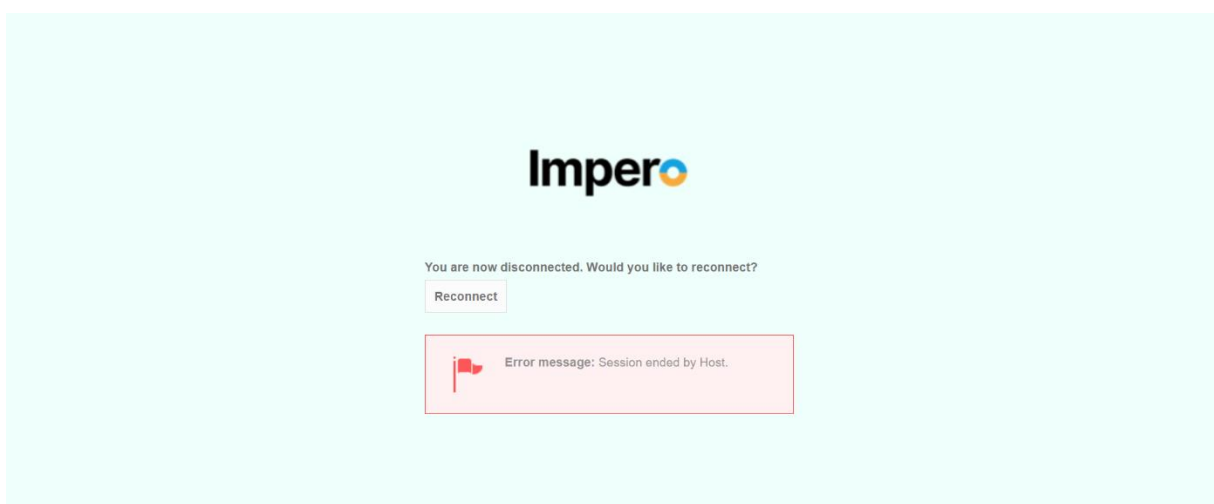 Impero
You are now disconnected. Would you like to reconnect?
Reconnect
Error message: Session ended by Host.